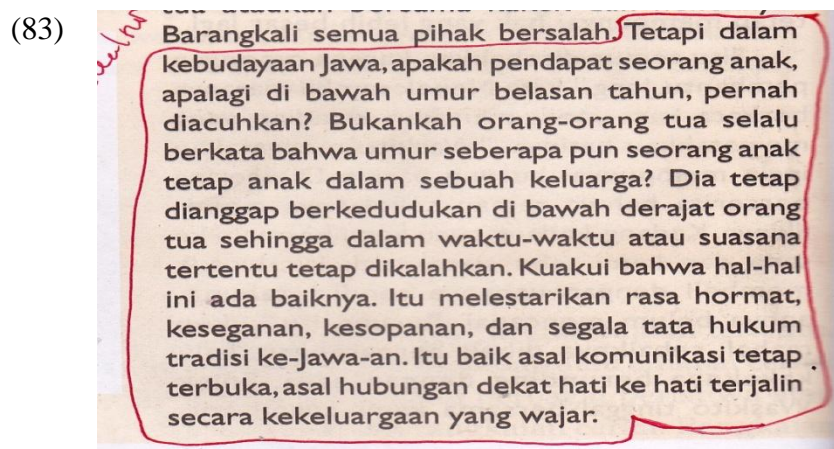 (83)
Barangkali semua pihak bersalah. Tetapi dalam
kebudayaan Jawa, apakah pendapat seorang anak,
apalagi di bawah umur belasan tahun, pernah
diacuhkan? Bukankah orang-orang tua selalu
berkata bahwa umur seberapa pun seorang anak
tetap anak dalam sebuah keluarga? Dia tetap
dianggap berkedudukan di bawah derajat orang
tua sehingga dalam waktu-waktu atau suasana
tertentu tetap dikalahkan. Kuakui bahwa hal-hal
ini ada baiknya. Itu melestarikan rasa hormat,
keseganan, kesopanan, dan segala tata hukum
tradisi ke-Jawa-an. Itu baik asal komunikasi tetap
terbuka, asal hubungan dekat hati ke hati terjalin
secara kekeluargaan yang wajar.